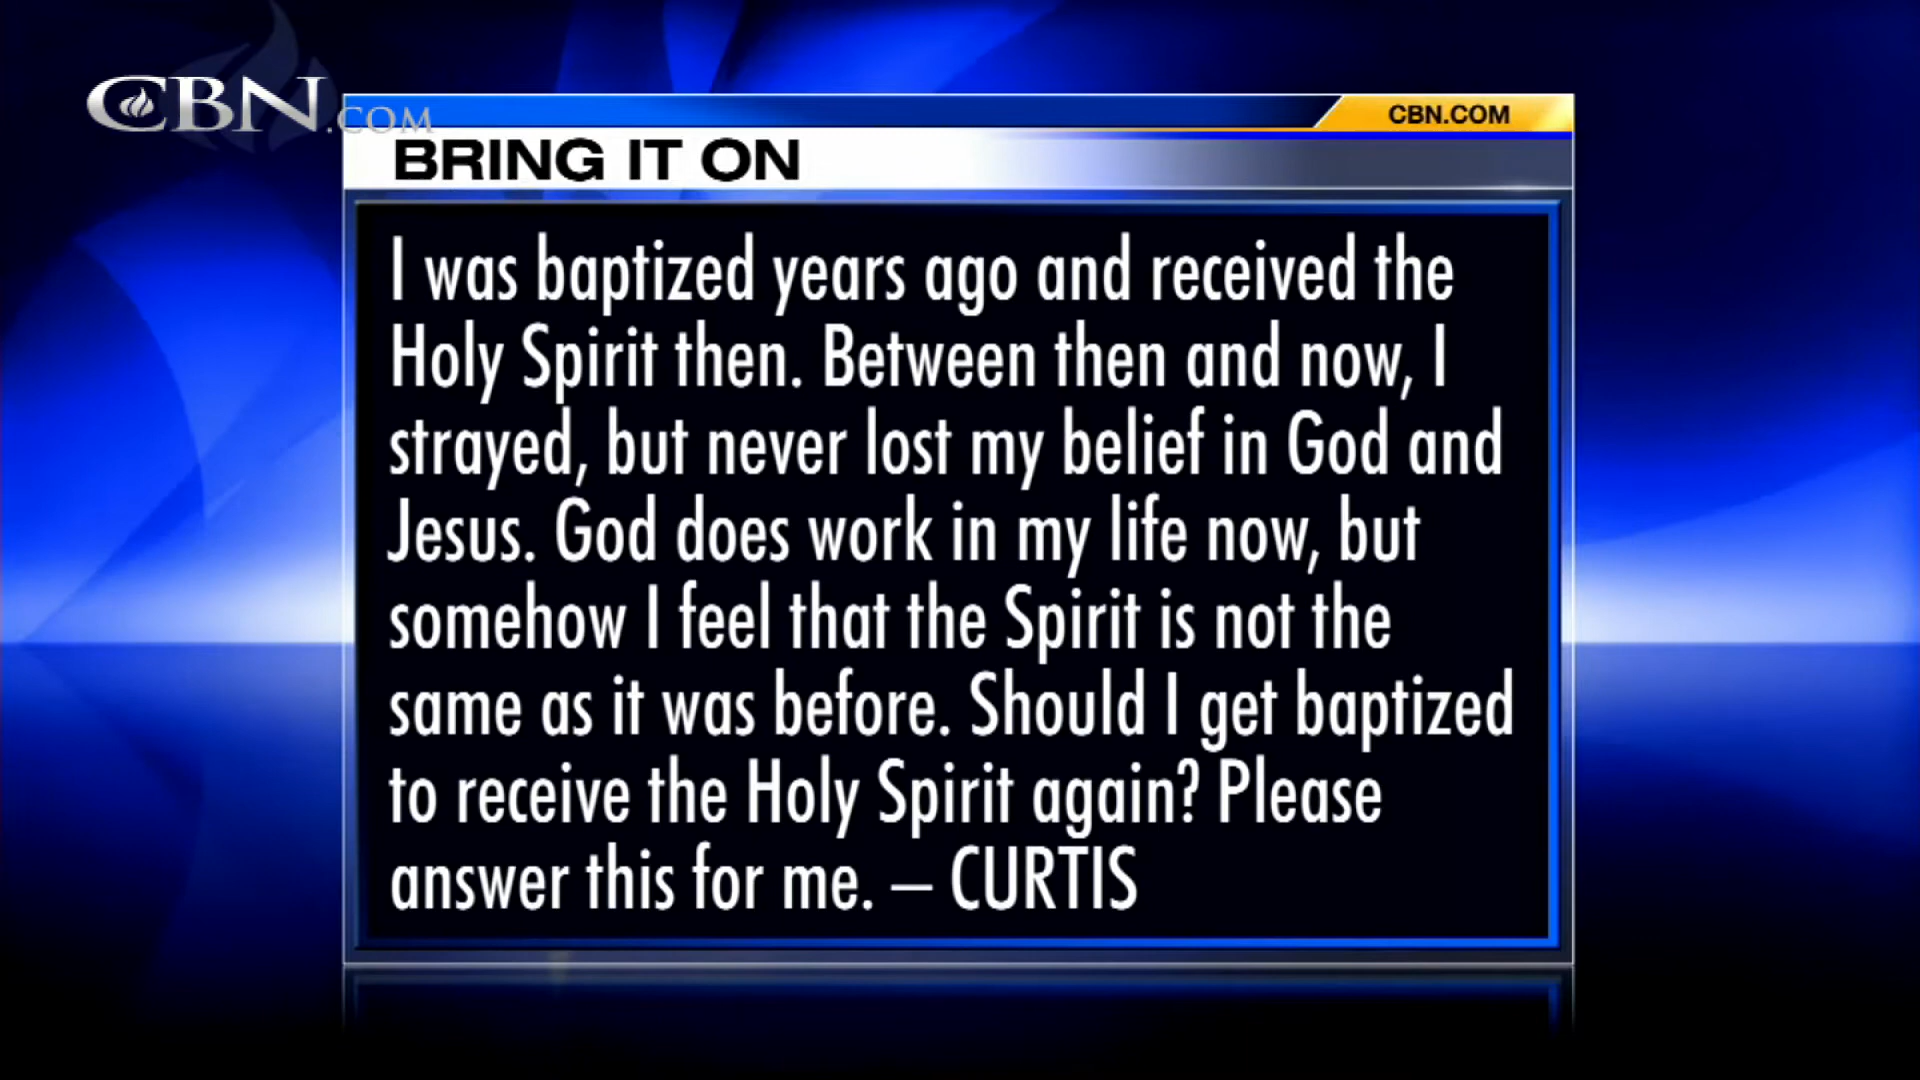 CBN.COM
CBN.COM
BRING IT ON
I was baptized years ago and received the
Holy Spirit then. Between then and now, I
strayed, but never lost my belief in God and
Jesus. God does work in my life now, but
somehow I feel that the Spirit is not the
same as it was before. Should I get baptized
to receive the Holy Spirit again? Please
answer this for me. – CURTIS